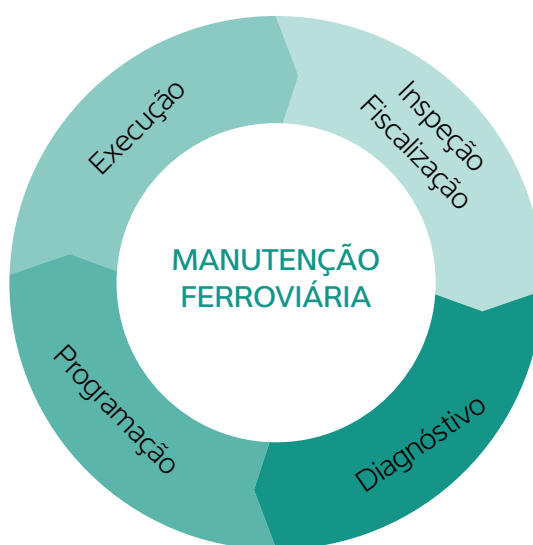 MANUTENÇÃO
FERROVIÁRIA
Inspeção
Fiscalização
Diagnóstivo
Programação
Execução